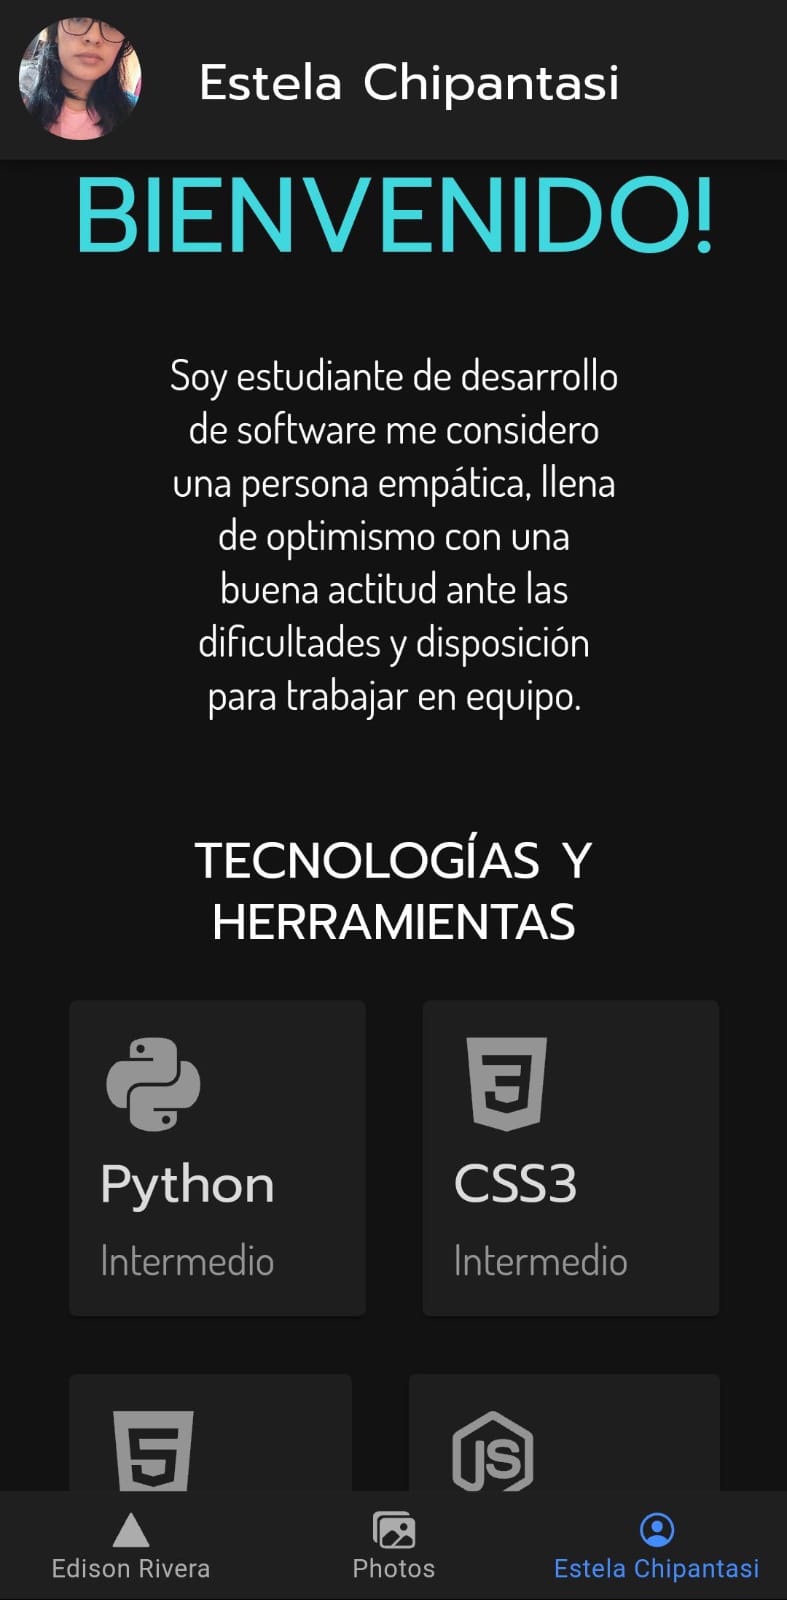 Estela Chipantasi
BIENVENIDO!
Soy estudiante de desarrollo
de software me considero
una persona empática, llena
de optimismo con una
buena actitud ante las
dificultades y disposición
para trabajar en equipo.
TECNOLOGÍAS Y
HERRAMIENTAS
Python
Intermedio
CSS3
Intermedio
JS
Edison Rivera
Photos
Estela Chipantasi